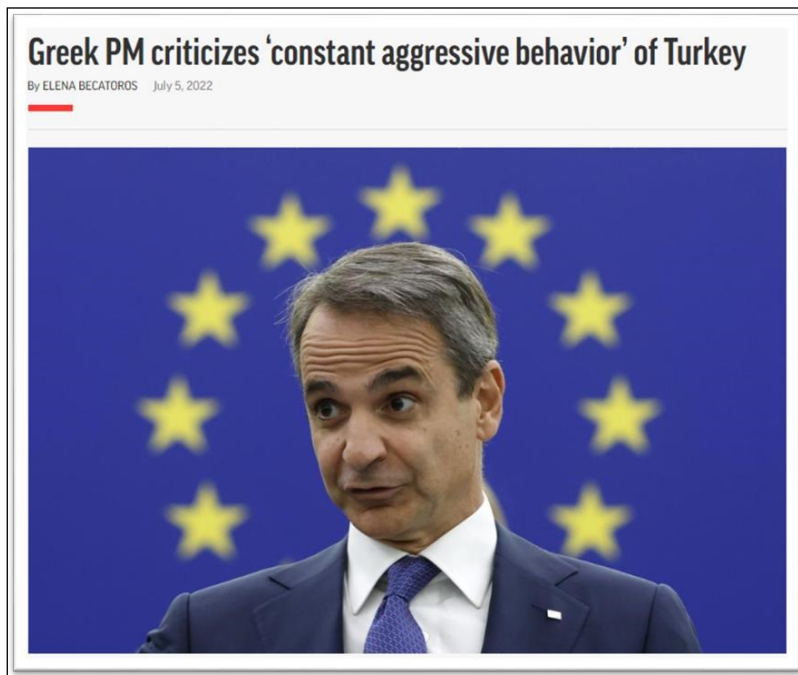 Greek PM criticizes ‘constant aggressive behavior’ of Turkey
By ELENA BECATOROS July 5, 2022